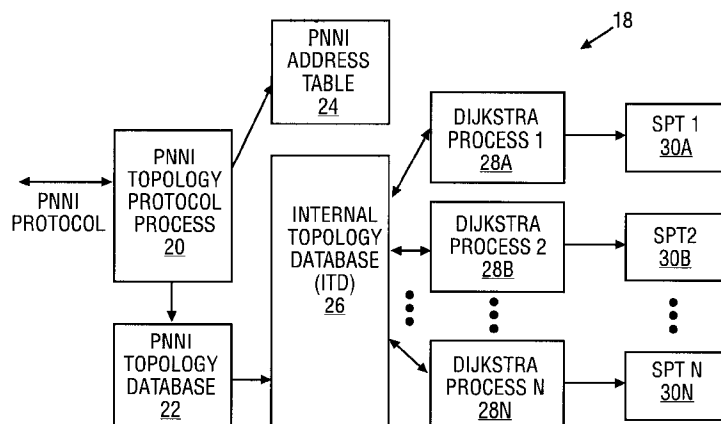 18
PNNI
ADDRESS
TABLE
24
PNNI
TOPOLOGY
PROTOCOL
PROCESS
20
PNNI
PROTOCOL
PNNI
TOPOLOGY
DATABASE
22
INTERNAL
TOPOLOGY
DATABASE
(ITD)
26
DIJKSTRA
PROCESS 1
28A
SPT 1
30A
DIJKSTRA
PROCESS 2
28B
SPT2
30B
DIJKSTRA
PROCESS N
28N
SPT N
30N